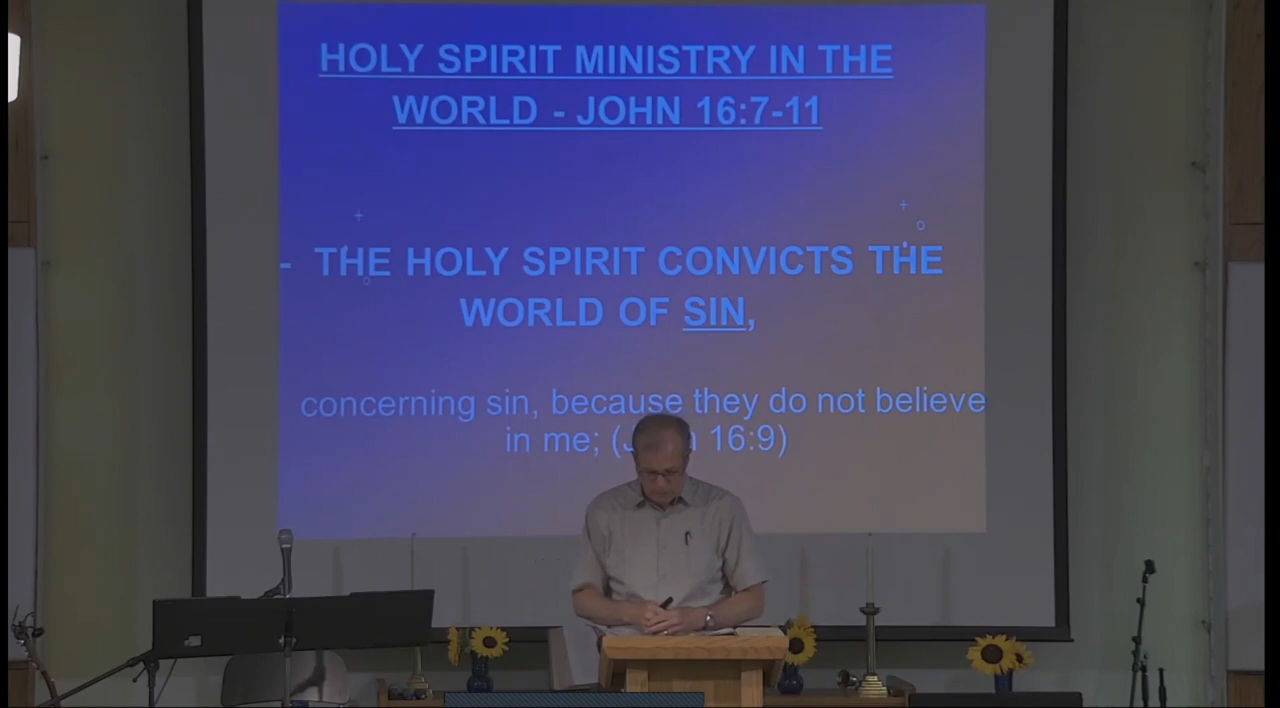 HOLY SPIRIT MINISTRY IN THE
WORLD - JOHN 16:7-11
- THE HOLY SPIRIT CONVICTS THE
WORLD OF SIN,
concerning sin, because they do not believe
in me; 16:9)